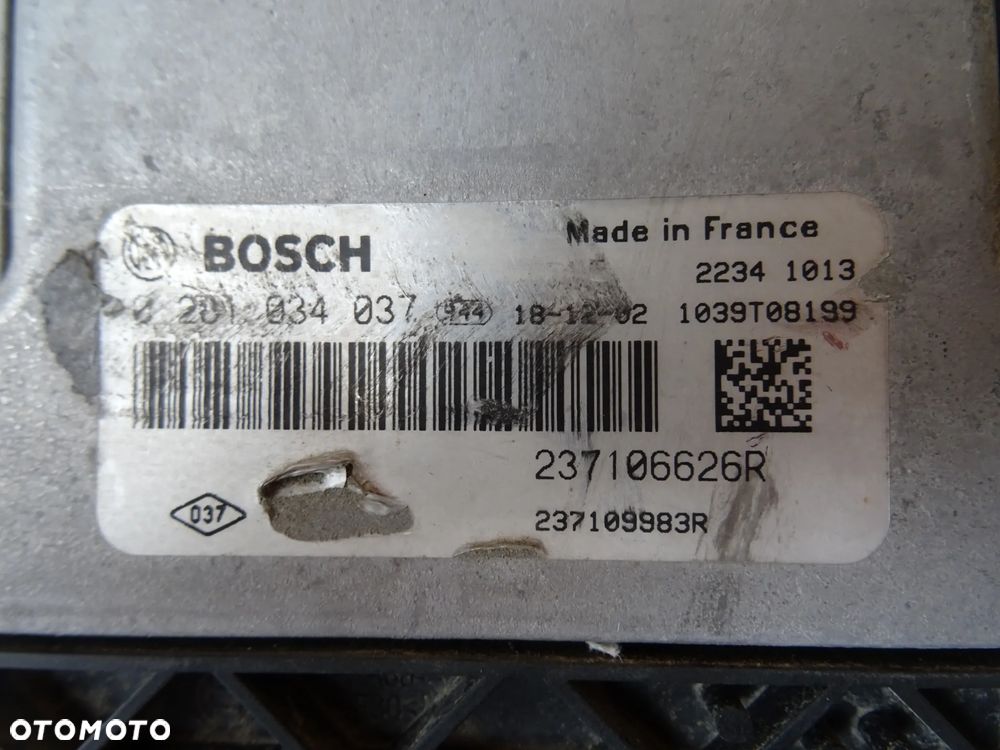 BOSCH
Made in France
2234 1013
0 281 034 037 944 18-12-02 1039T08199
237106626R
037
237109983R
OTOMOTO